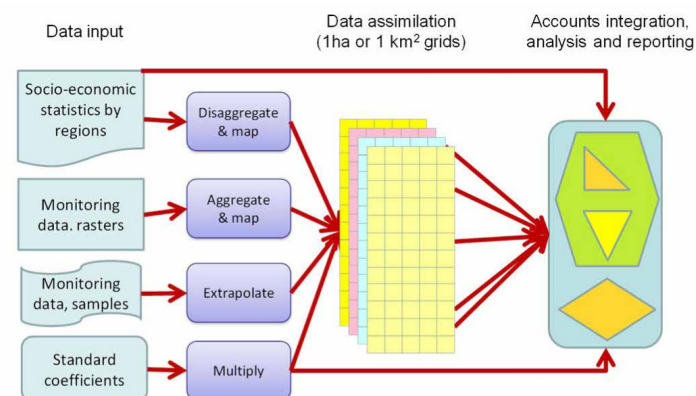 Data input
Data assimilation
(1ha or 1 km² grids)
Accounts integration,
analysis and reporting
Socio-economic
statistics by
regions
Disaggregate
& map
Monitoring
data. rasters
Aggregate
& map
Monitoring
data, samples
Extrapolate
Standard
coefficients
Multiply